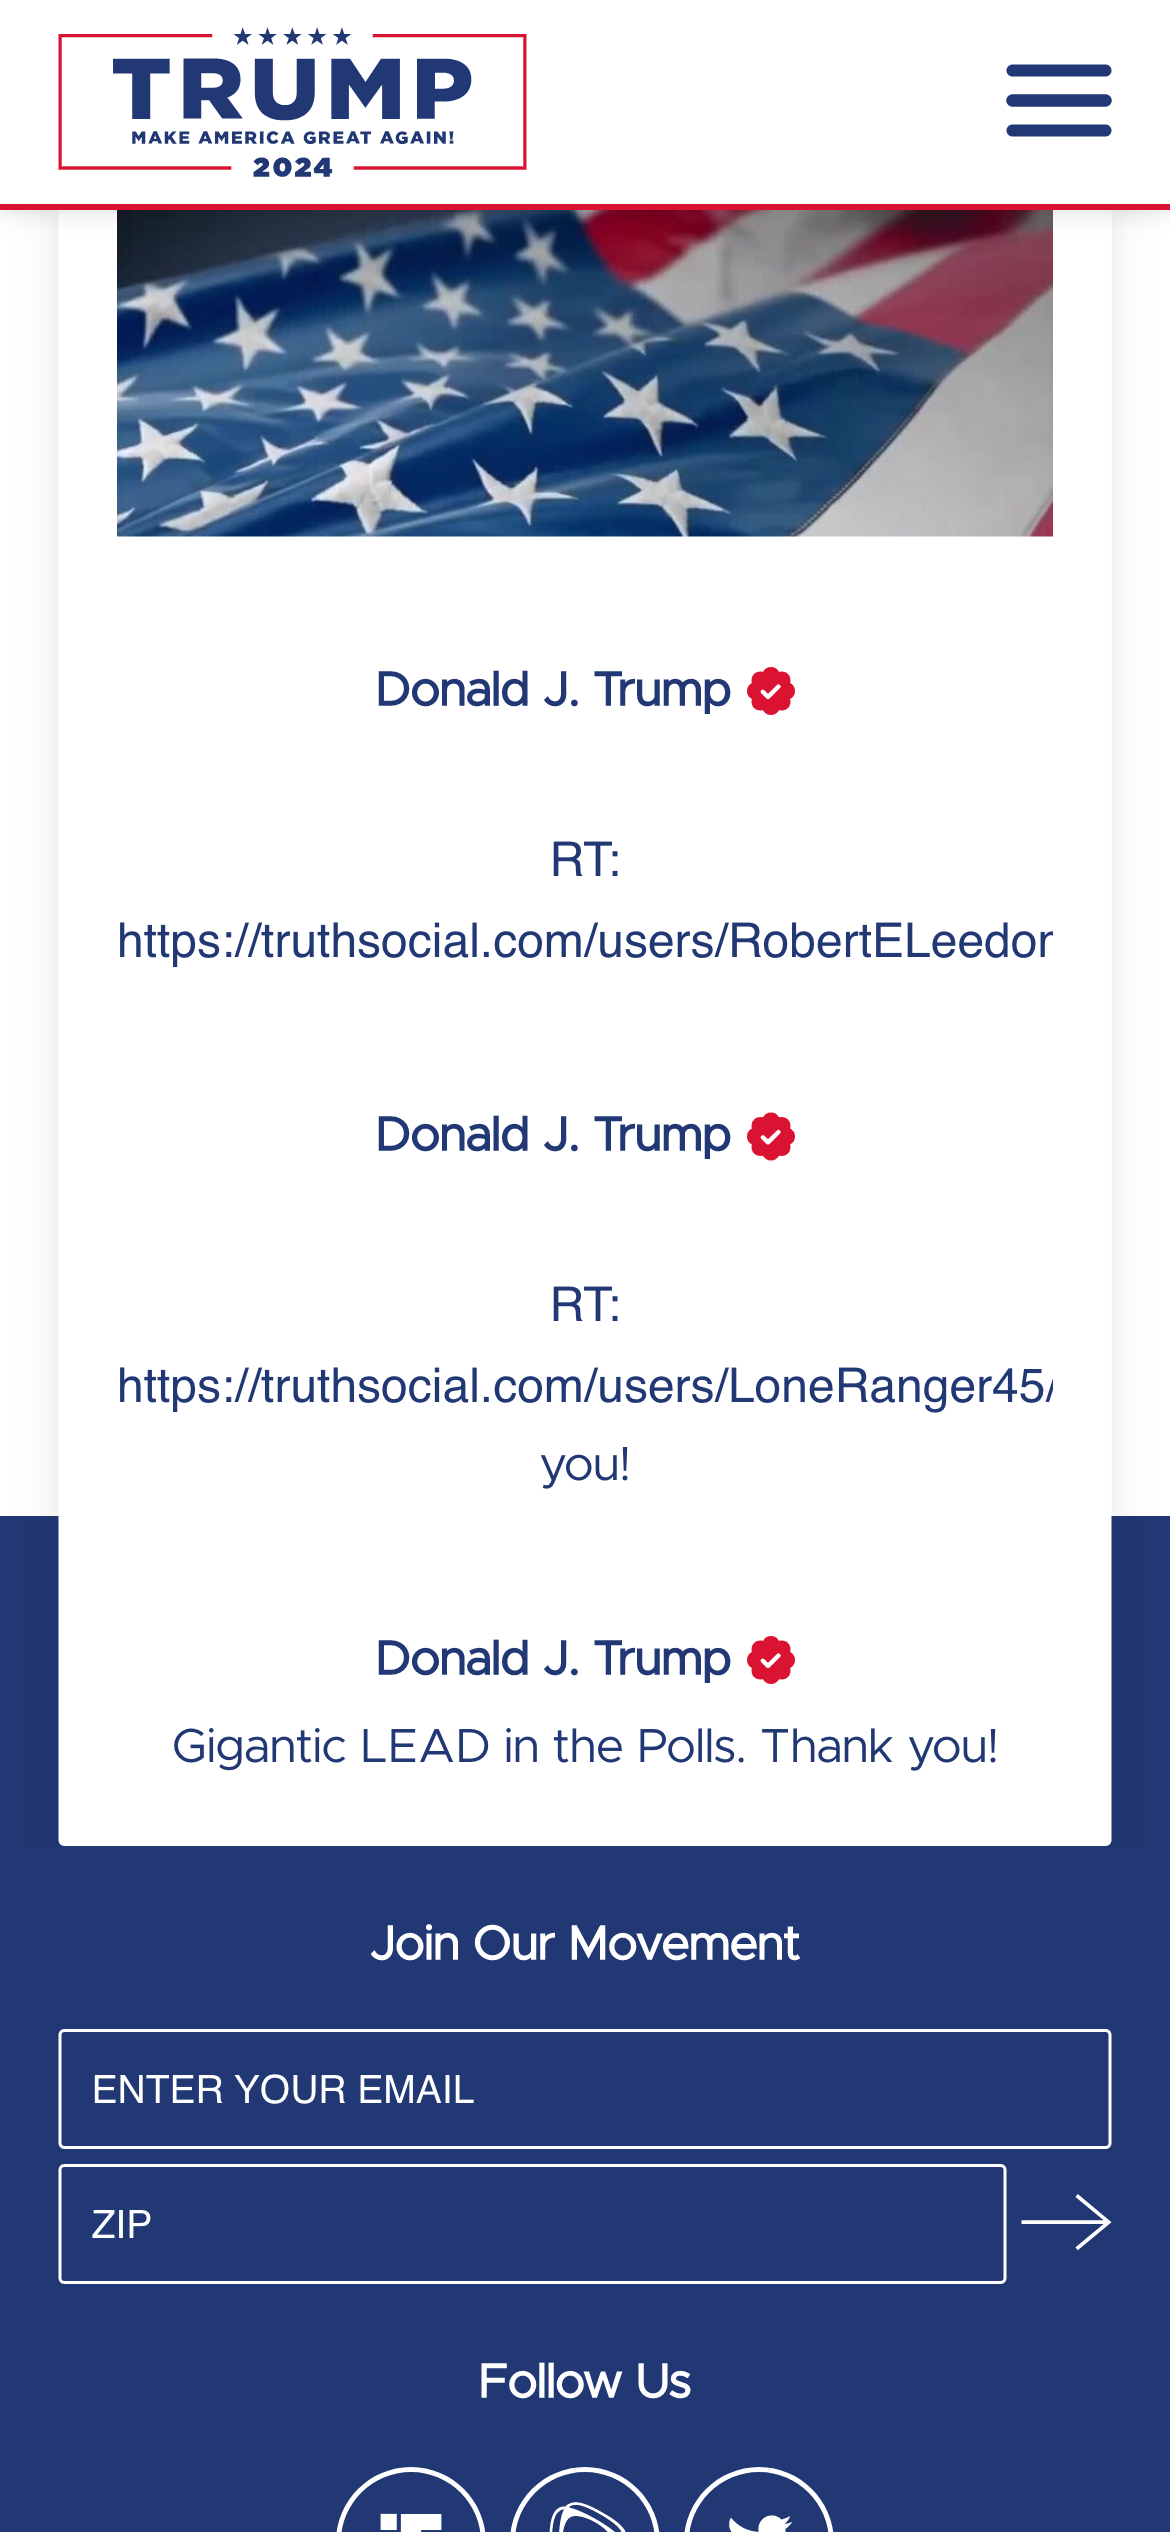 TRUMP
MAKE AMERICA GREAT AGAIN!
2024
Donald J. Trump
RT:
https://truthsocial.com/users/RobertELeedor
Donald J. Trump
RT:
https://truthsocial.com/users/LoneRanger45/
you!
Donald J. Trump
Gigantic LEAD in the Polls. Thank you!
Join Our Movement
ENTER YOUR EMAIL
ZIP
Follow Us